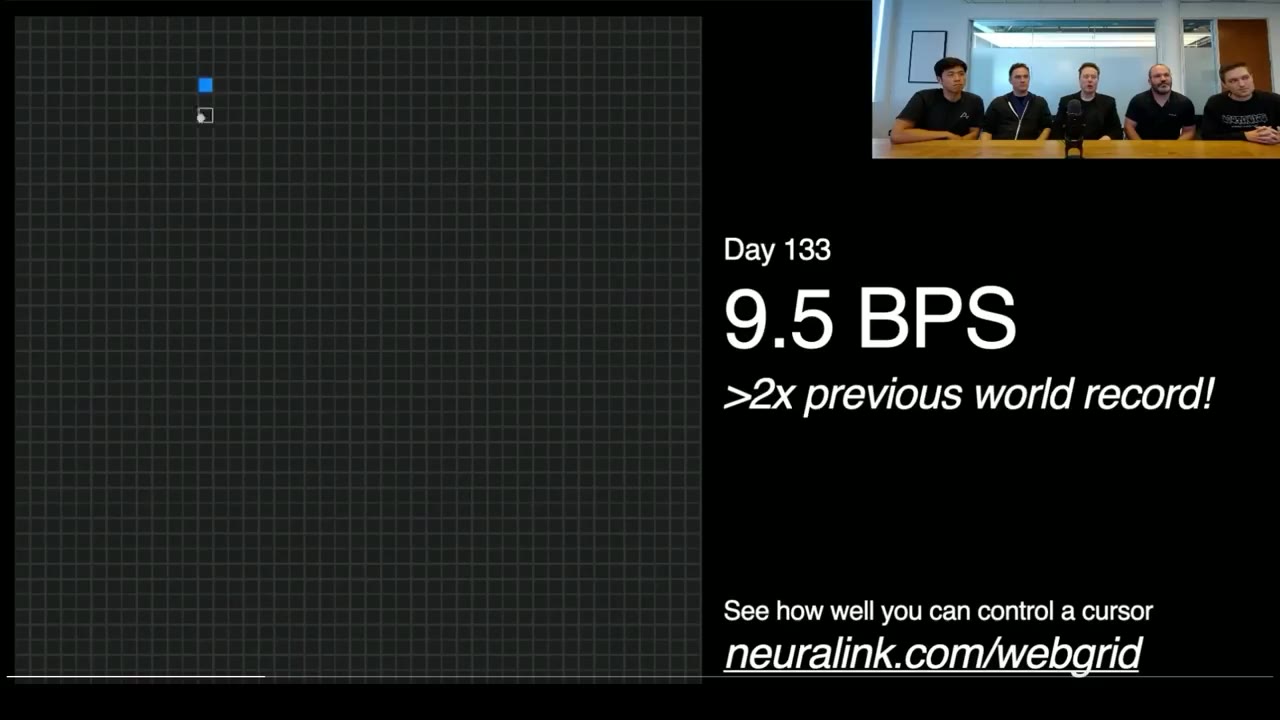 Day 133
9.5 BPS
>2x previous world record!
See how well you can control a cursor
neuralink.com/webgrid